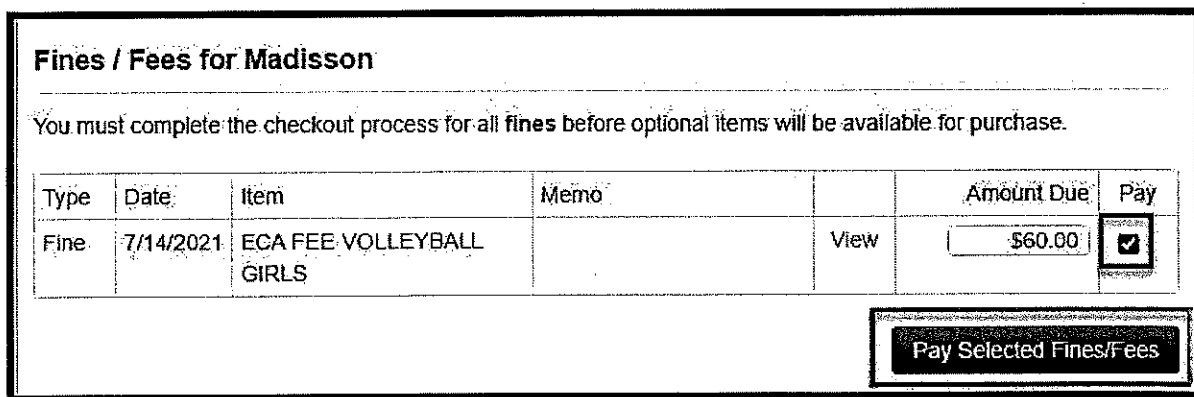 Fines / Fees for Madisson
You must complete the checkout process for all fines before optional items will be available for purchase.
Type Date Item Memo Amount Due Pay
Fine 7/14/2021 ECA FEE VOLLEYBALL View $60.00
GIRLS
Pay Selected Fines/Fees